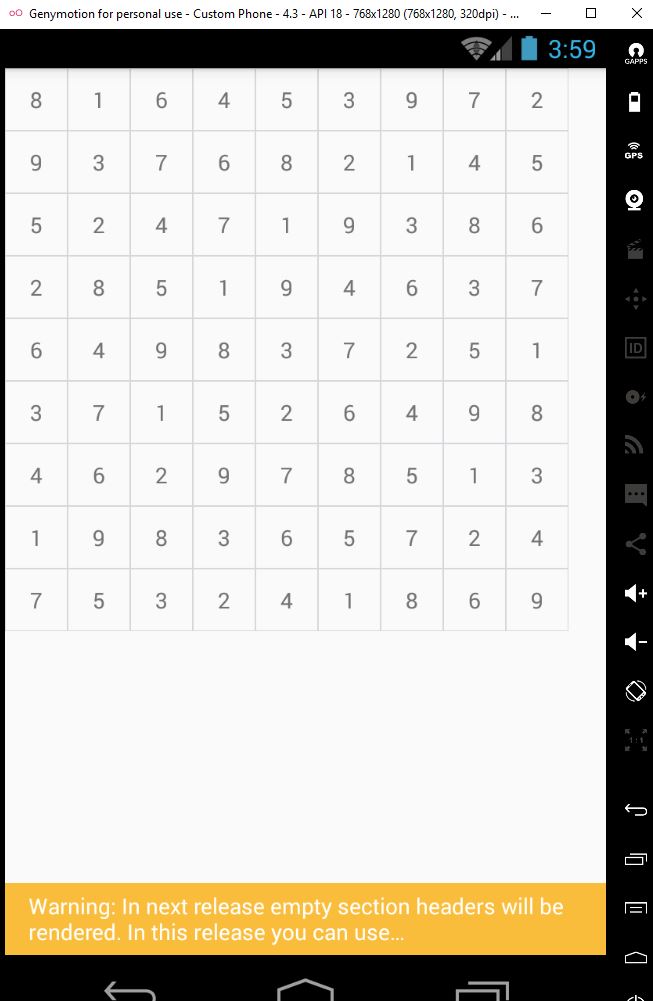 Genymotion for personal use - Custom Phone - 4.3 - API 18 - 768x1280 (768x1280, 320dpi) - ...
3:59
GAPPS
8 1 6 4 5 3 9 7 2
9 3 7 6 8 2 1 4 5
GPS
5 2 4 7 1 9 3 8 6
2 8 5 1 9 4 6 3 7
6 4 9 8 3 7 2 5 1
ID
3 7 1 5 2 6 4 9 8
4 6 2 9 7 8 5 1 3
1 9 8 3 6 5 7 2 4
7 5 3 2 4 1 8 6 9
1:1
Warning: In next release empty section headers will be
rendered. In this release you can use...